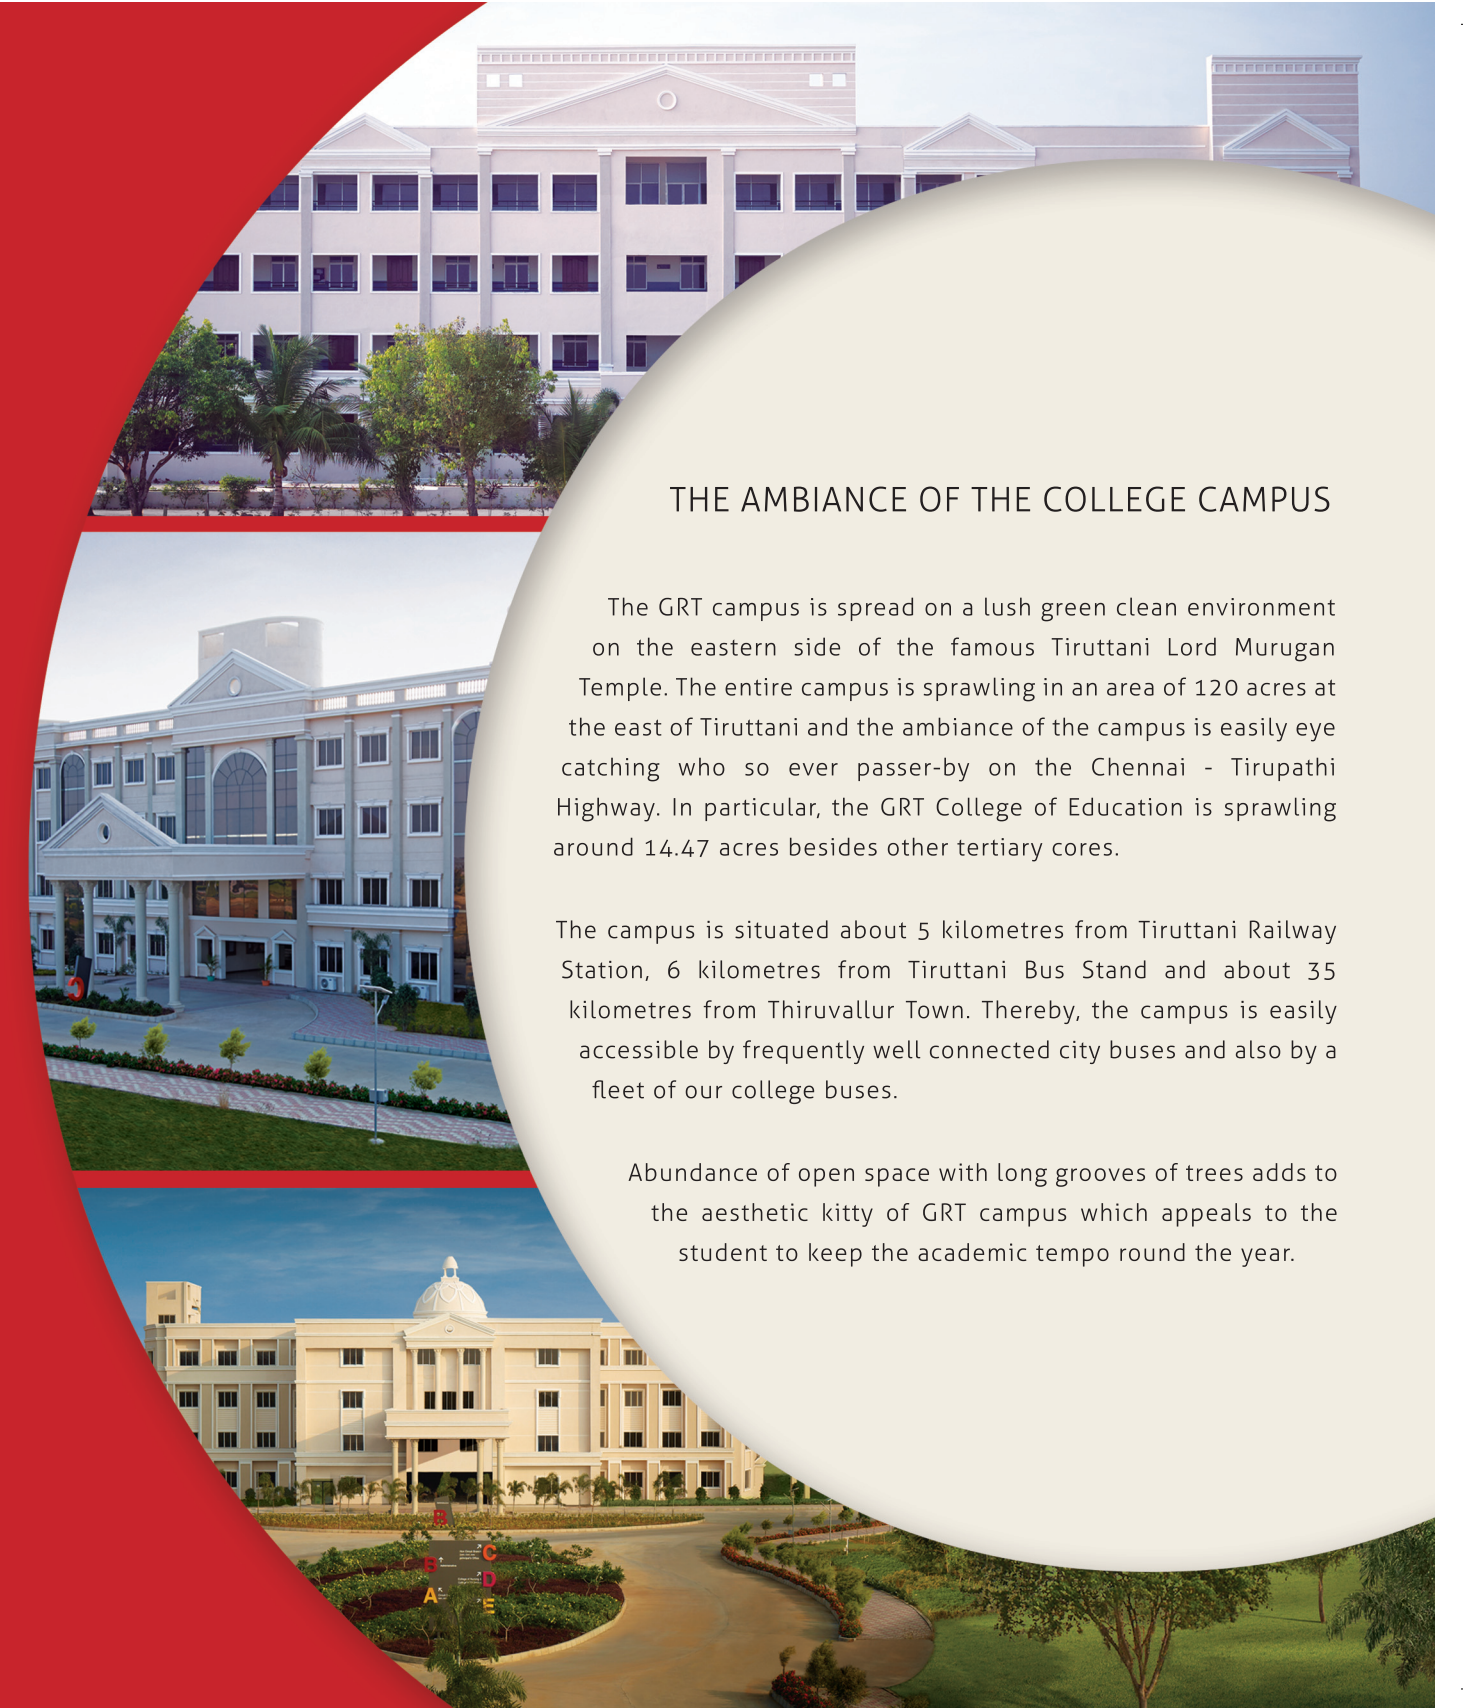 THE AMBIANCE OF THE COLLEGE CAMPUS
The GRT campus is spread on a lush green clean environment
on the eastern side of the famous Tiruttani Lord Murugan
Temple. The entire campus is sprawling in an area of 120 acres at
the east of Tiruttani and the ambiance of the campus is easily eye
catching who so ever passer-by on the Chennai - Tirupathi
Highway. In particular, the GRT College of Education is sprawling
around 14.47 acres besides other tertiary cores.
The campus is situated about 5 kilometres from Tiruttani Railway
Station, 6 kilometres from Tiruttani Bus Stand and about 35
kilometres from Thiruvallur Town. Thereby, the campus is easily
accessible by frequently well connected city buses and also by a
fleet of our college buses.
Abundance of open space with long grooves of trees adds to
the aesthetic kitty of GRT campus which appeals to the
student to keep the academic tempo round the year.
C
B
B
C
D
A
E